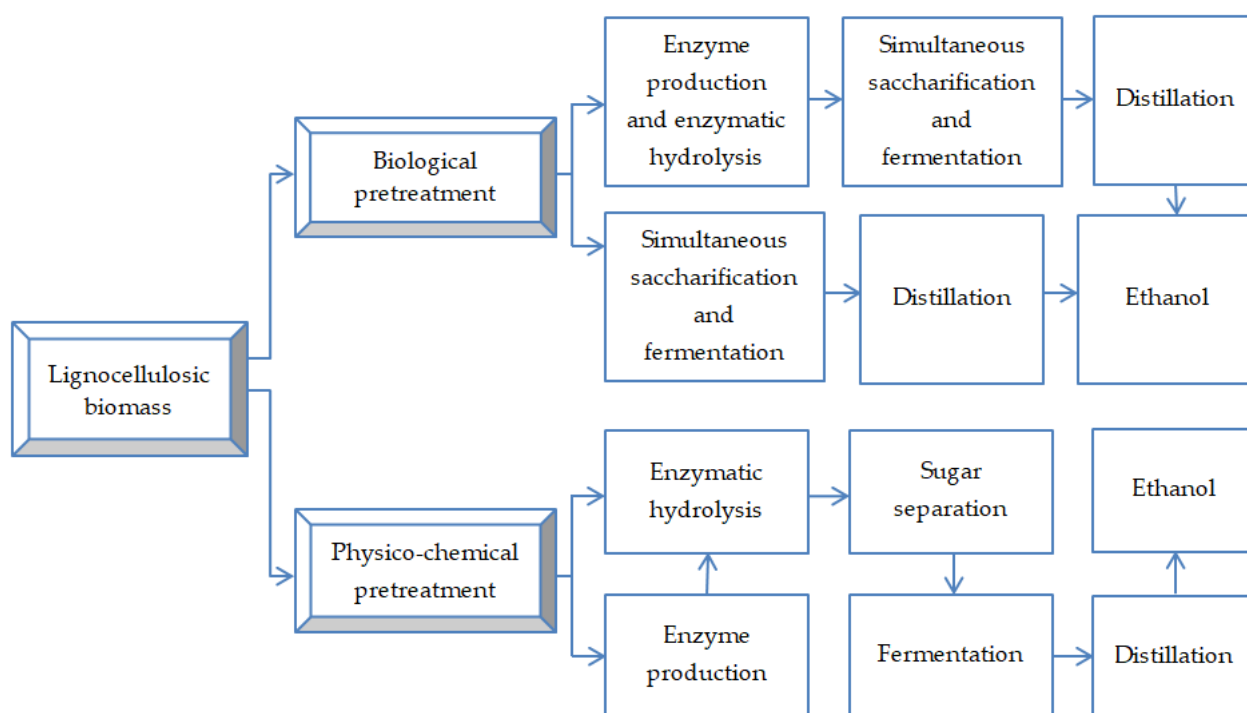 Lignocellulosic
biomass
Biological
pretreatment
Enzyme
production
and enzymatic
hydrolysis
Simultaneous
saccharification
and
fermentation
Distillation
Simultaneous
saccharification
and
fermentation
Distillation
Ethanol
Physico-chemical
pretreatment
Enzymatic
hydrolysis
Sugar
separation
Ethanol
Enzyme
production
Fermentation
Distillation